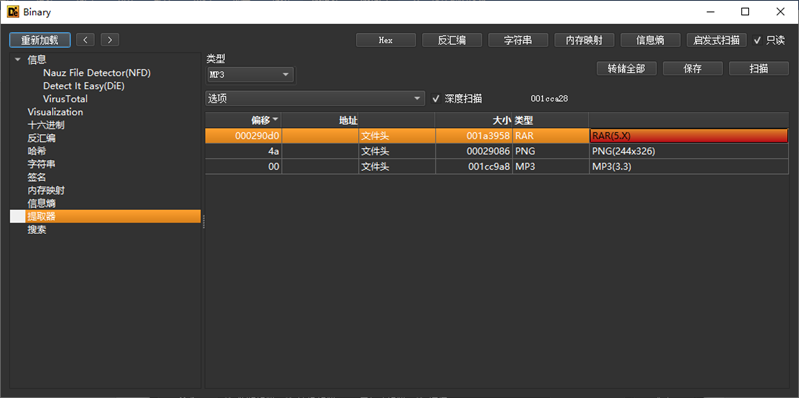 Binary
重新加载 < > Hex 反汇编 字符串 内存映射 信息熵 启发式扫描 只读
信息
Nauz File Detector(NFD)
Detect It Easy(DiE)
VirusTotal
Visualization
十六进制
反汇编
哈希
字符串
签名
内存映射
信息熵
提取器
搜索
类型
MP3 转储全部 保存 扫描
选项 深度扫描 001cca28
偏移 地址 大小 类型
000290d0 文件头 001a3958 RAR RAR(5.X)
4a 文件头 00029086 PNG PNG(244x326)
00 文件头 001cc9a8 MP3 MP3(3.3)